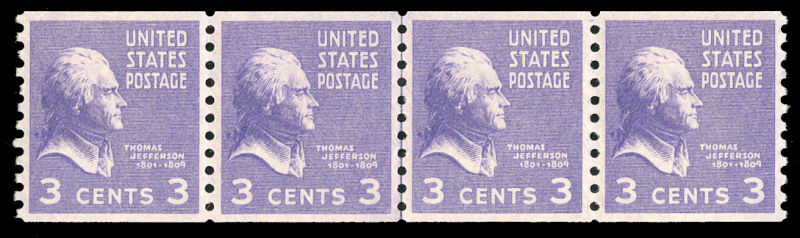 UNITED
STATES
POSTAGE
THOMAS
JEFFERSON
1801-1809
3 CENTS 3
UNITED
STATES
POSTAGE
THOMAS
JEFFERSON
1801-1809
3 CENTS 3
UNITED
STATES
POSTAGE
THOMAS
JEFFERSON
1801-1809
3 CENTS 3
UNITED
STATES
POSTAGE
THOMAS
JEFFERSON
1801-1809
3 CENTS 3